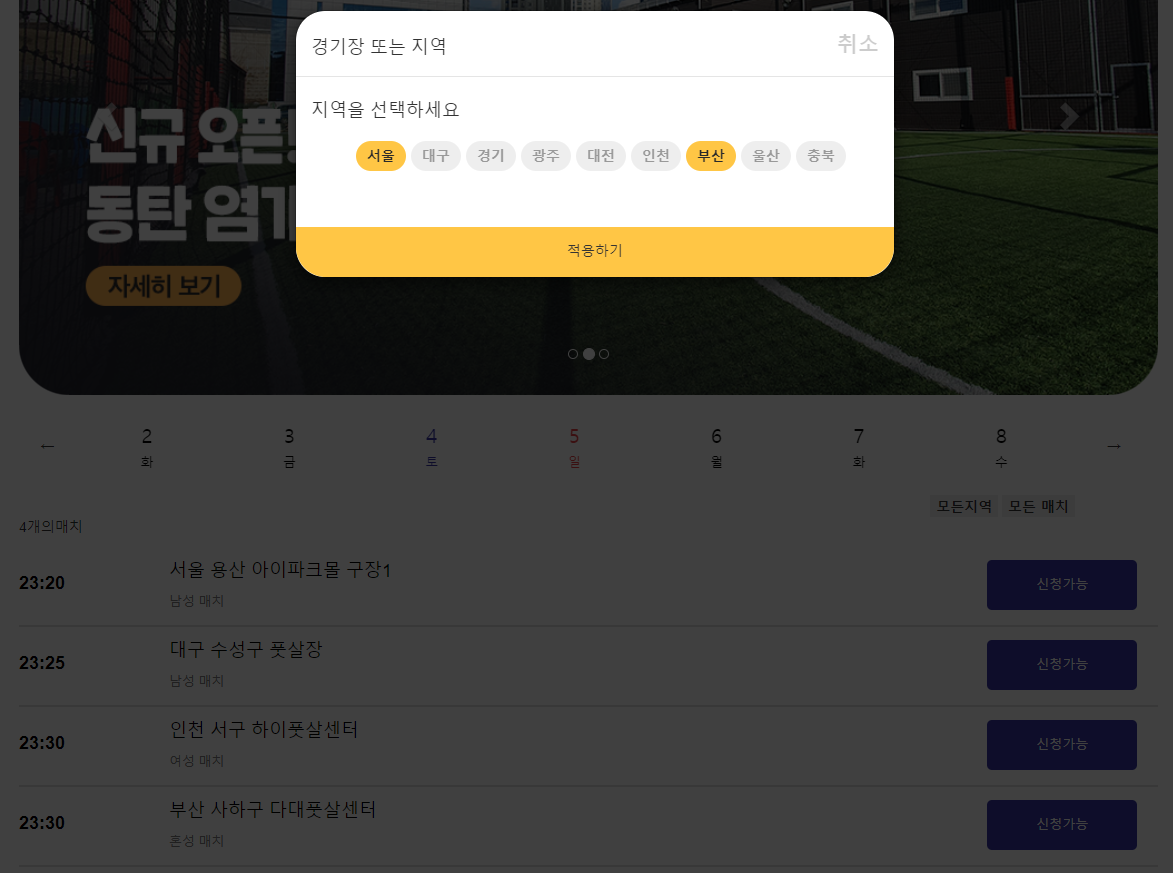 경기장 또는 지역
취소
지역을 선택하세요
서울 대구 경기 광주 대전 인천 부산 울산 충북
적용하기
신규 오픈
동탄 염
자세히 보기
← 2 3 4 5 6 7 8 →
화 금 토 일 월 화 수
모든지역 모든 매치
4개의매치
23:20 서울 용산 아이파크몰 구장1 신청가능
남성 매치
23:25 대구 수성구 풋살장 신청가능
남성 매치
23:30 인천 서구 하이풋살센터 신청가능
여성 매치
23:30 부산 사하구 다대풋살센터 신청가능
혼성 매치